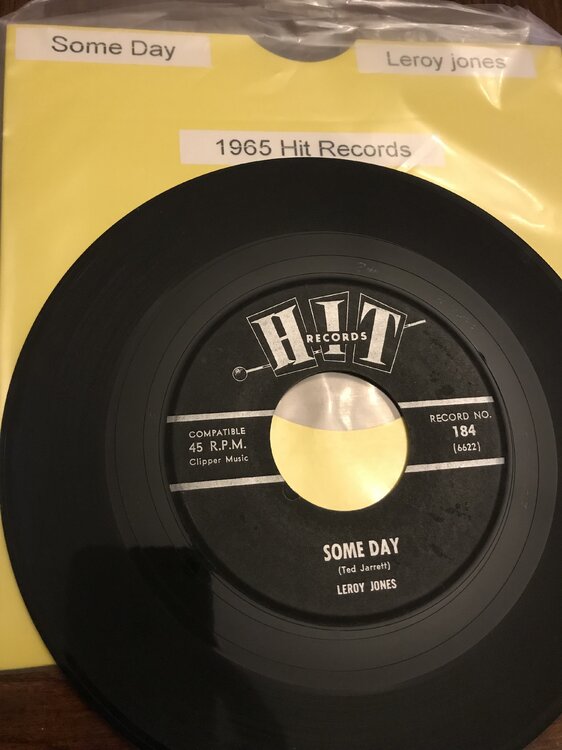 Some Day
Leroy jones
1965 Hit Records
HIT
RECORDS
COMPATIBLE
45 R.P.M.
Clipper Music
RECORD NO.
184
(6622)
SOME DAY
(Ted Jarrett)
LEROY JONES